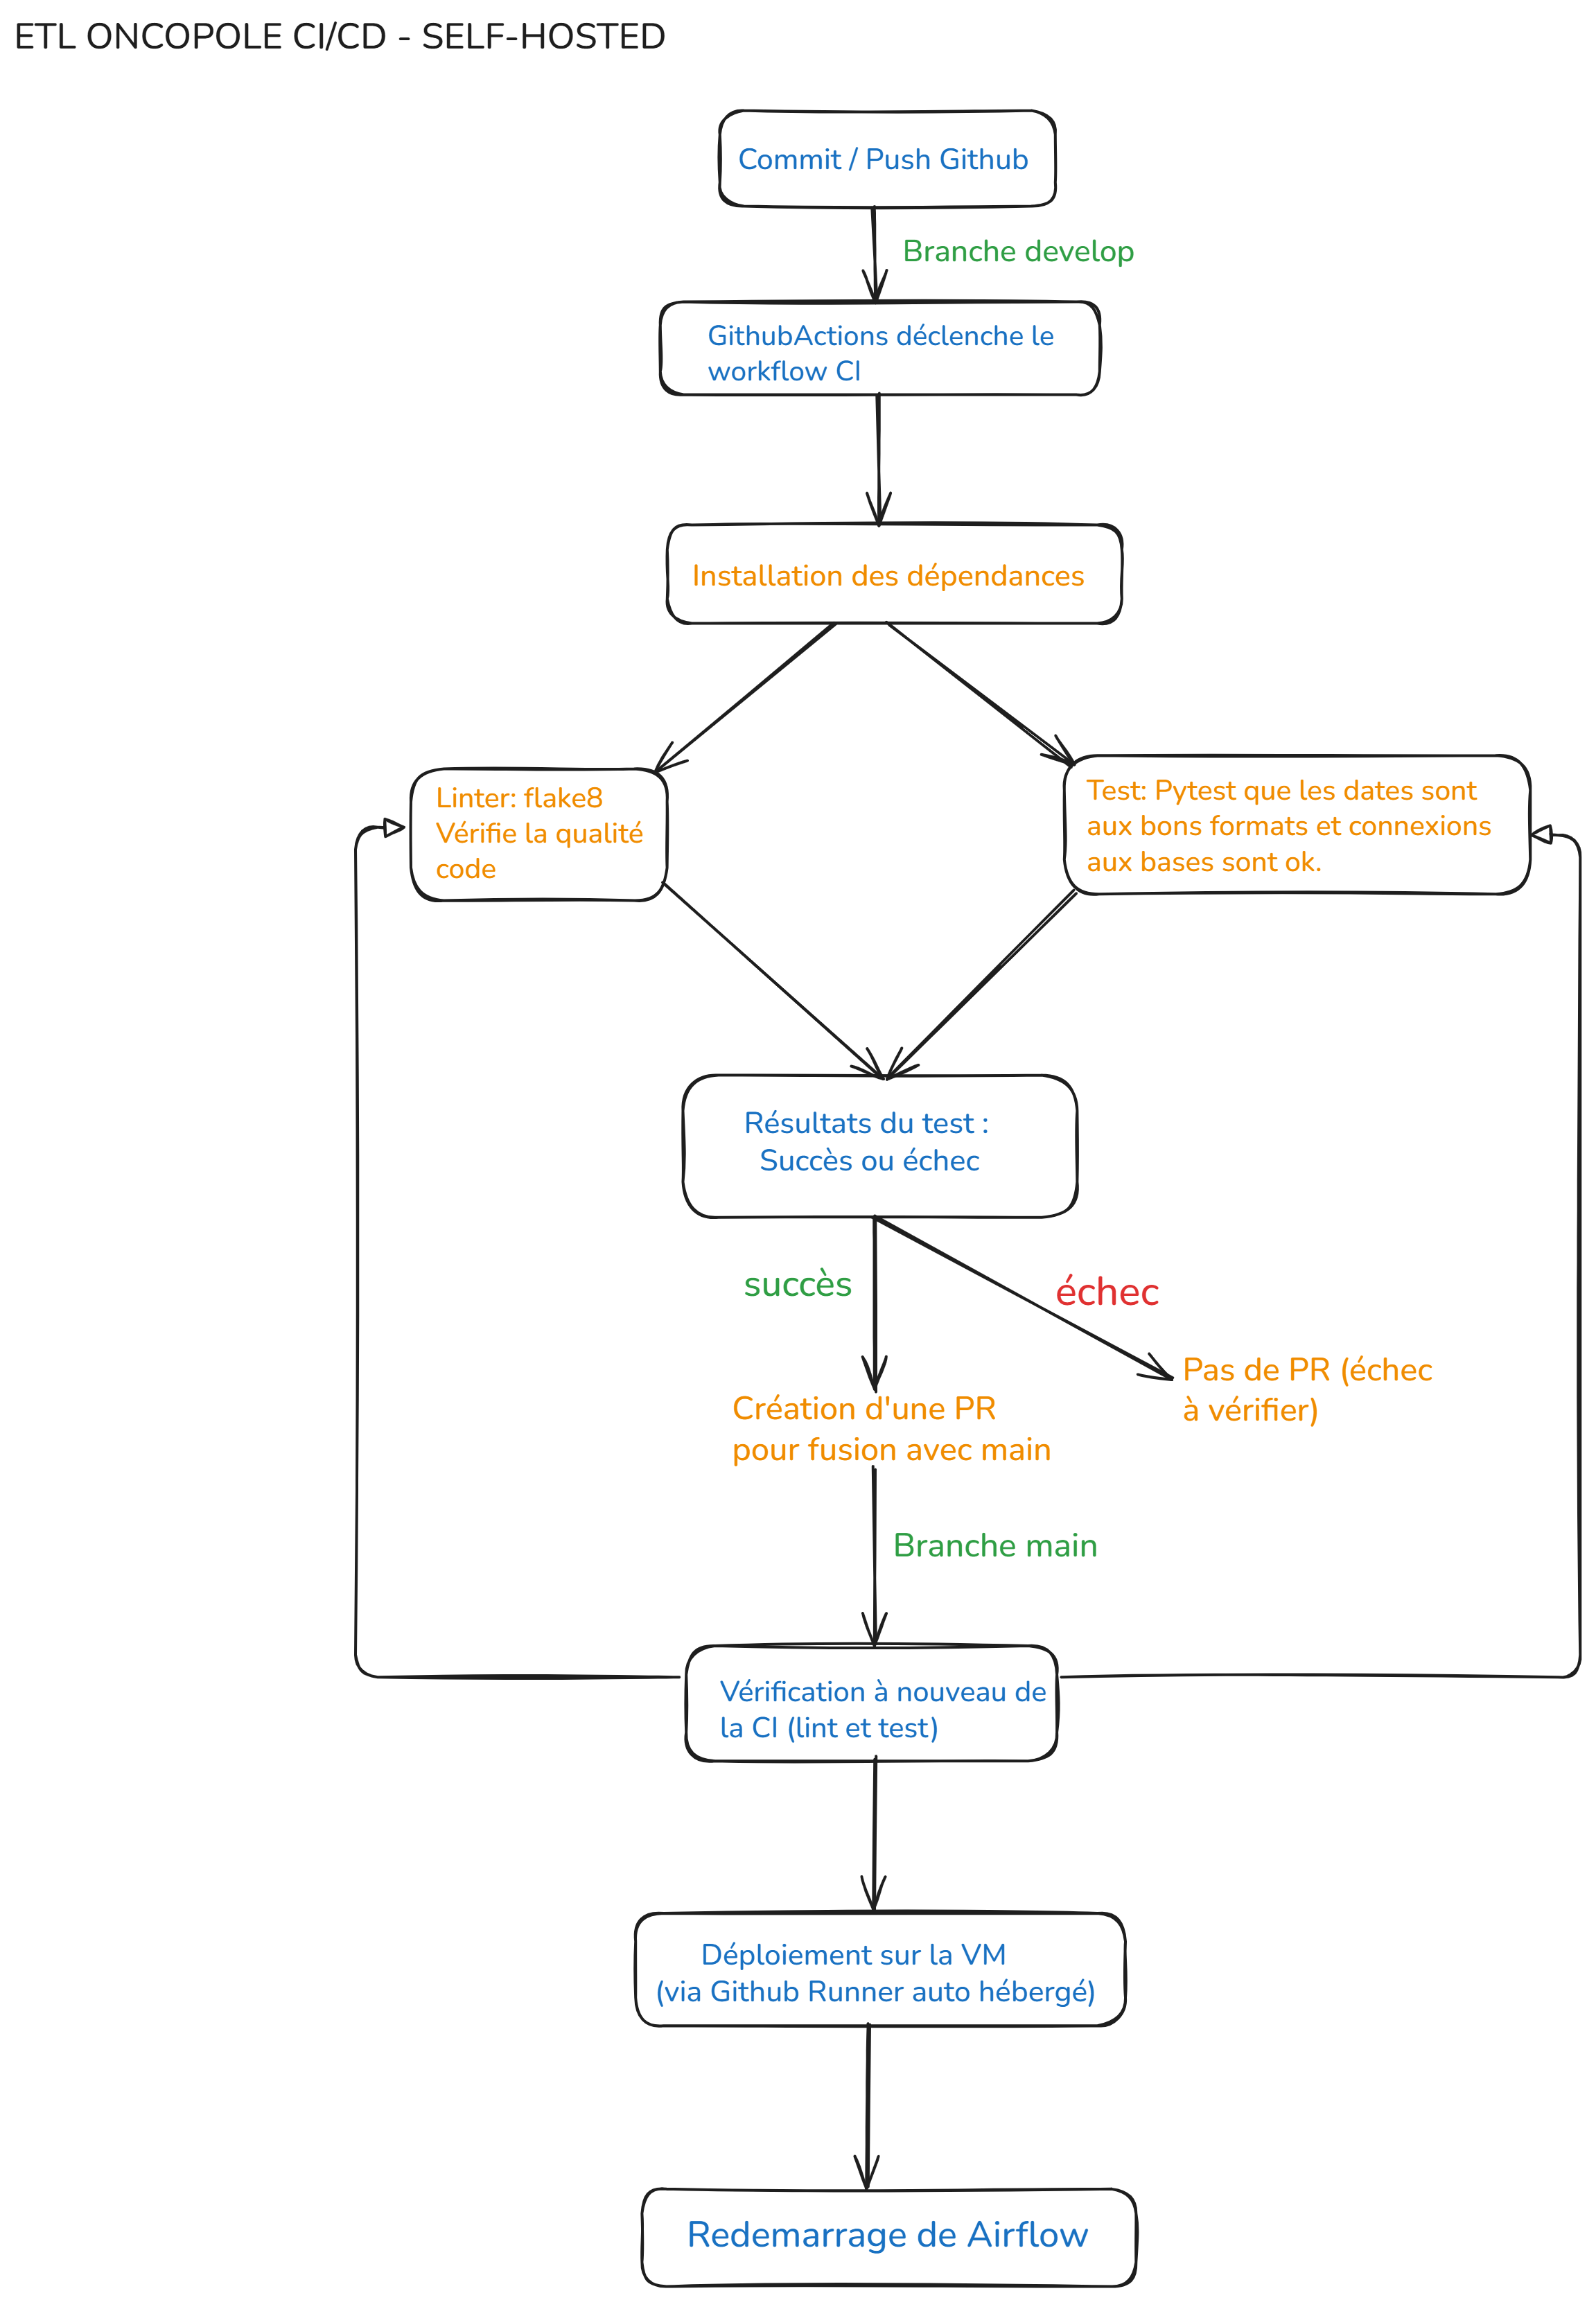 ETL ONCOPOLE CI/CD - SELF-HOSTED
Commit / Push Github
Branche develop
GithubActions déclenche le
workflow CI
Installation des dépendances
Linter: flake8
Vérifie la qualité
code
Test: Pytest que les dates sont
aux bons formats et connexions
aux bases sont ok.
Résultats du test :
Succès ou échec
succès
échec
Pas de PR (échec
à vérifier)
Création d'une PR
pour fusion avec main
Branche main
Vérification à nouveau de
la CI (lint et test)
Déploiement sur la VM
(via Github Runner auto hébergé)
Redemarrage de Airflow